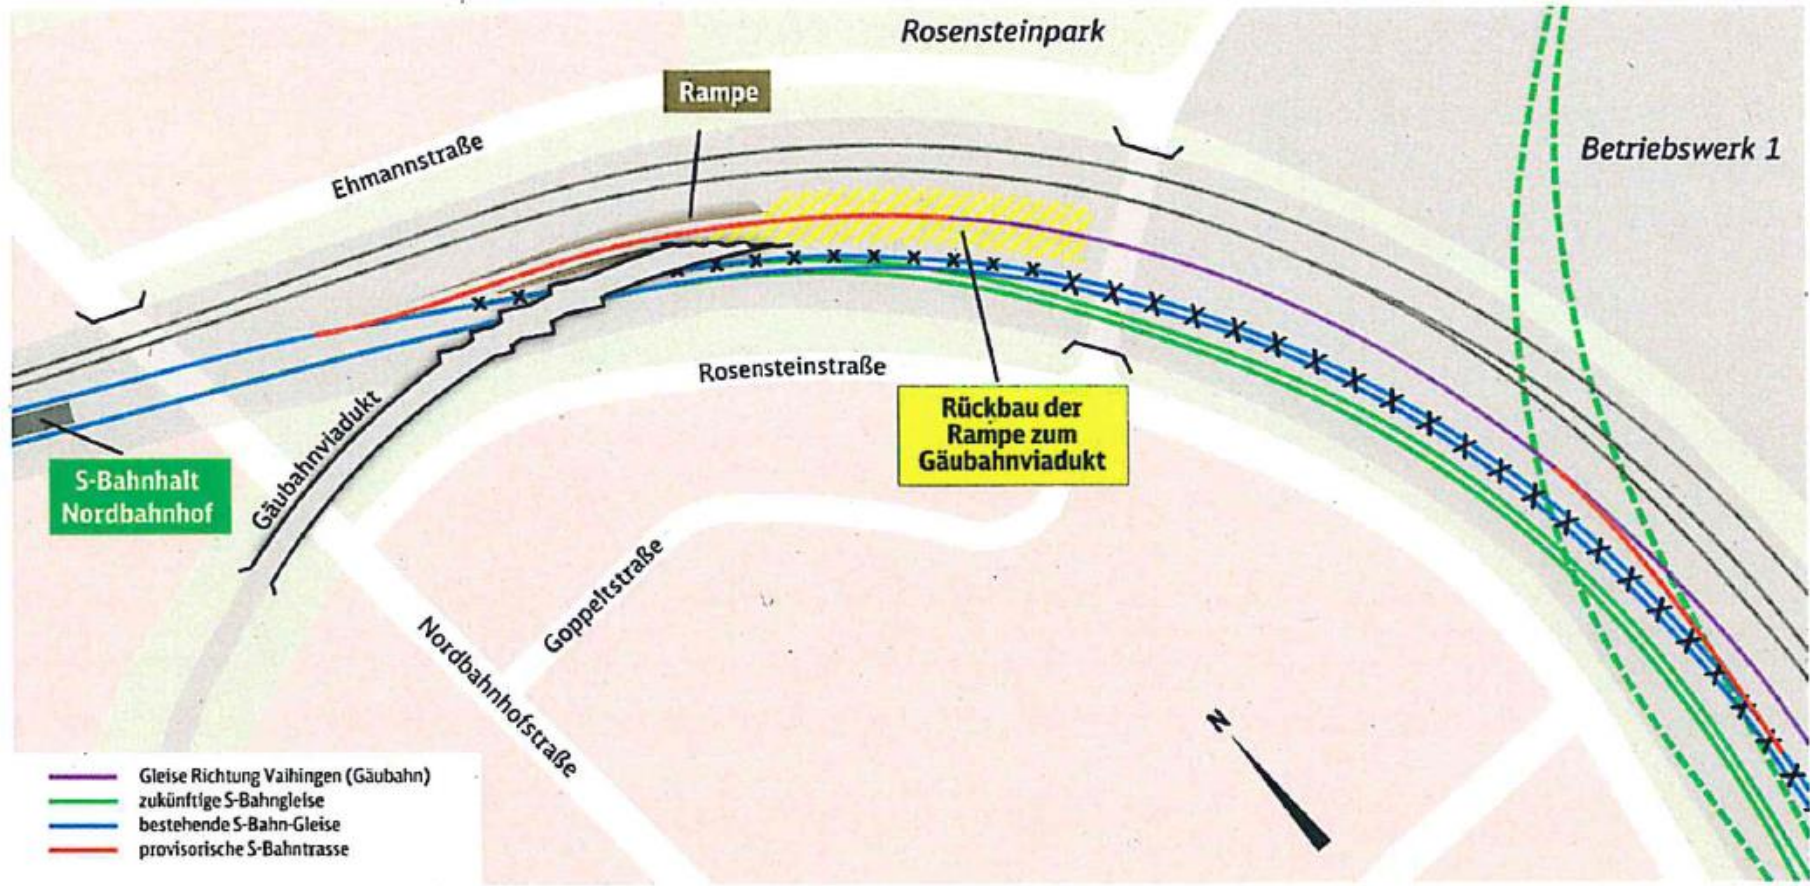 Rosensteinpark
Rampe
Betriebswerk 1
Ehmannstraße
Rosensteinstraße
Rückbau der
Rampe zum
Gäubahnviadukt
Gäubahnviadukt
S-Bahnhalt
Nordbahnhof
Goppeltstraße
Nordbahnhofstraße
N
Gleise Richtung Vaihingen (Gäubahn)
zukünftige S-Bahngleise
bestehende S-Bahn-Gleise
provisorische S-Bahntrasse